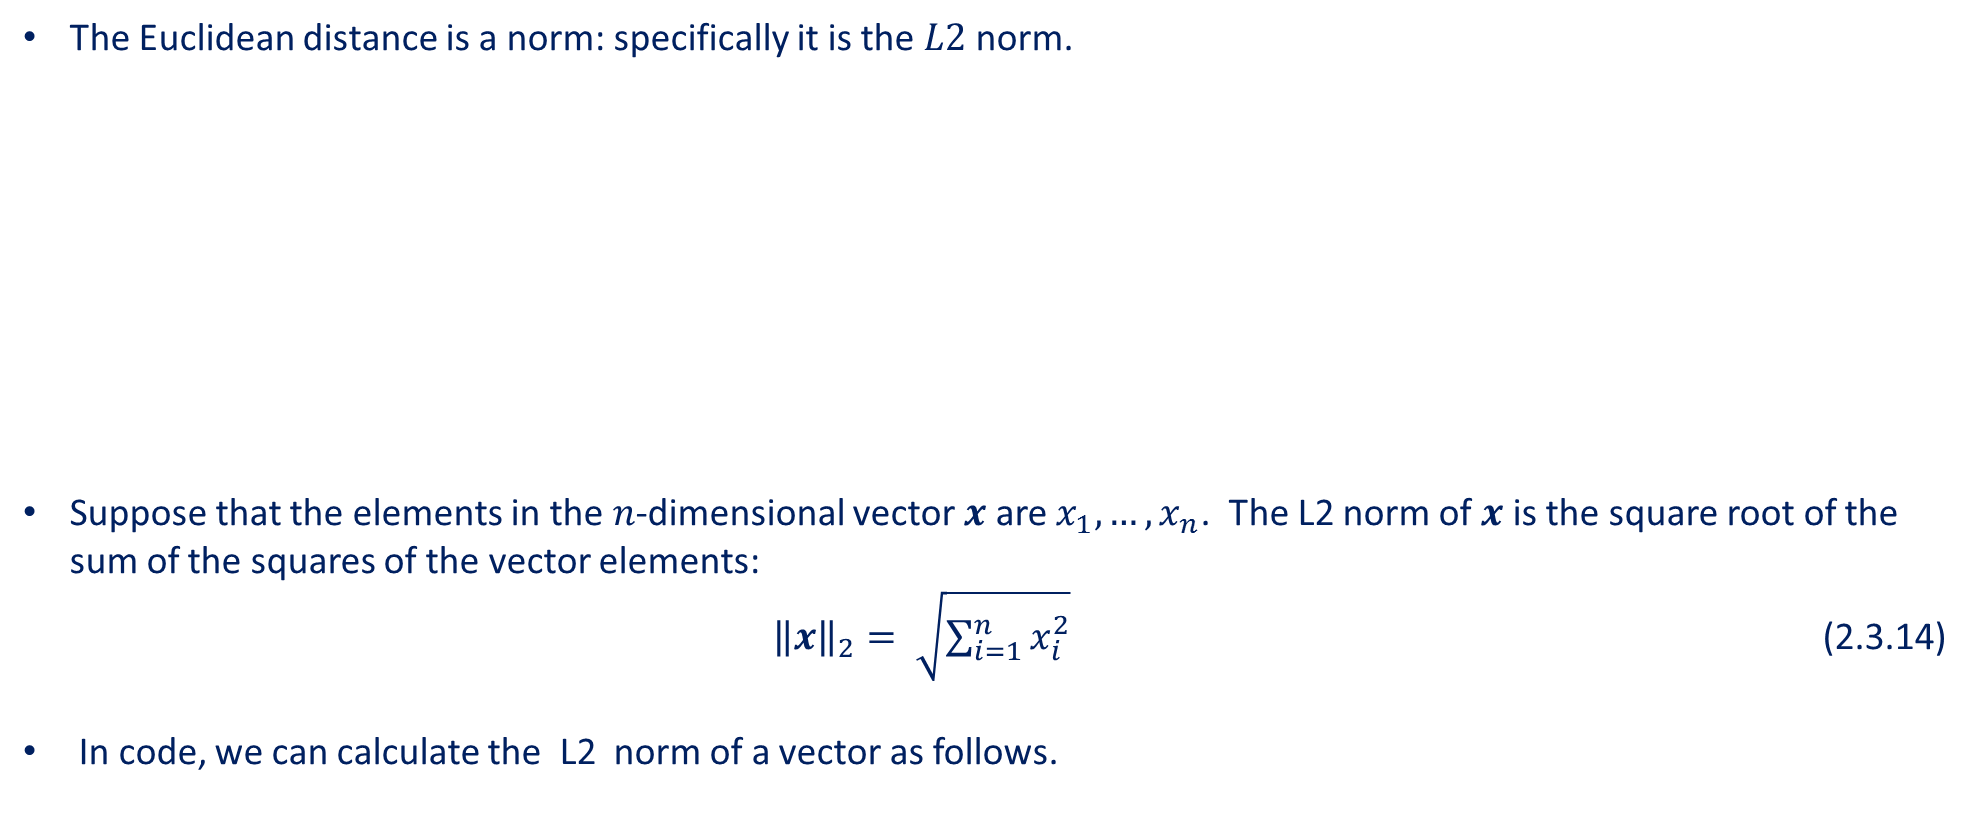 • The Euclidean distance is a norm: specifically it is the L2 norm.
• Suppose that the elements in the n-dimensional vector x are x₁, … , xₙ. The L2 norm of x is the square root of the
sum of the squares of the vector elements:
‖x‖₂ = √(∑ⁿᵢ₌₁ xᵢ²) (2.3.14)
• In code, we can calculate the L2 norm of a vector as follows.